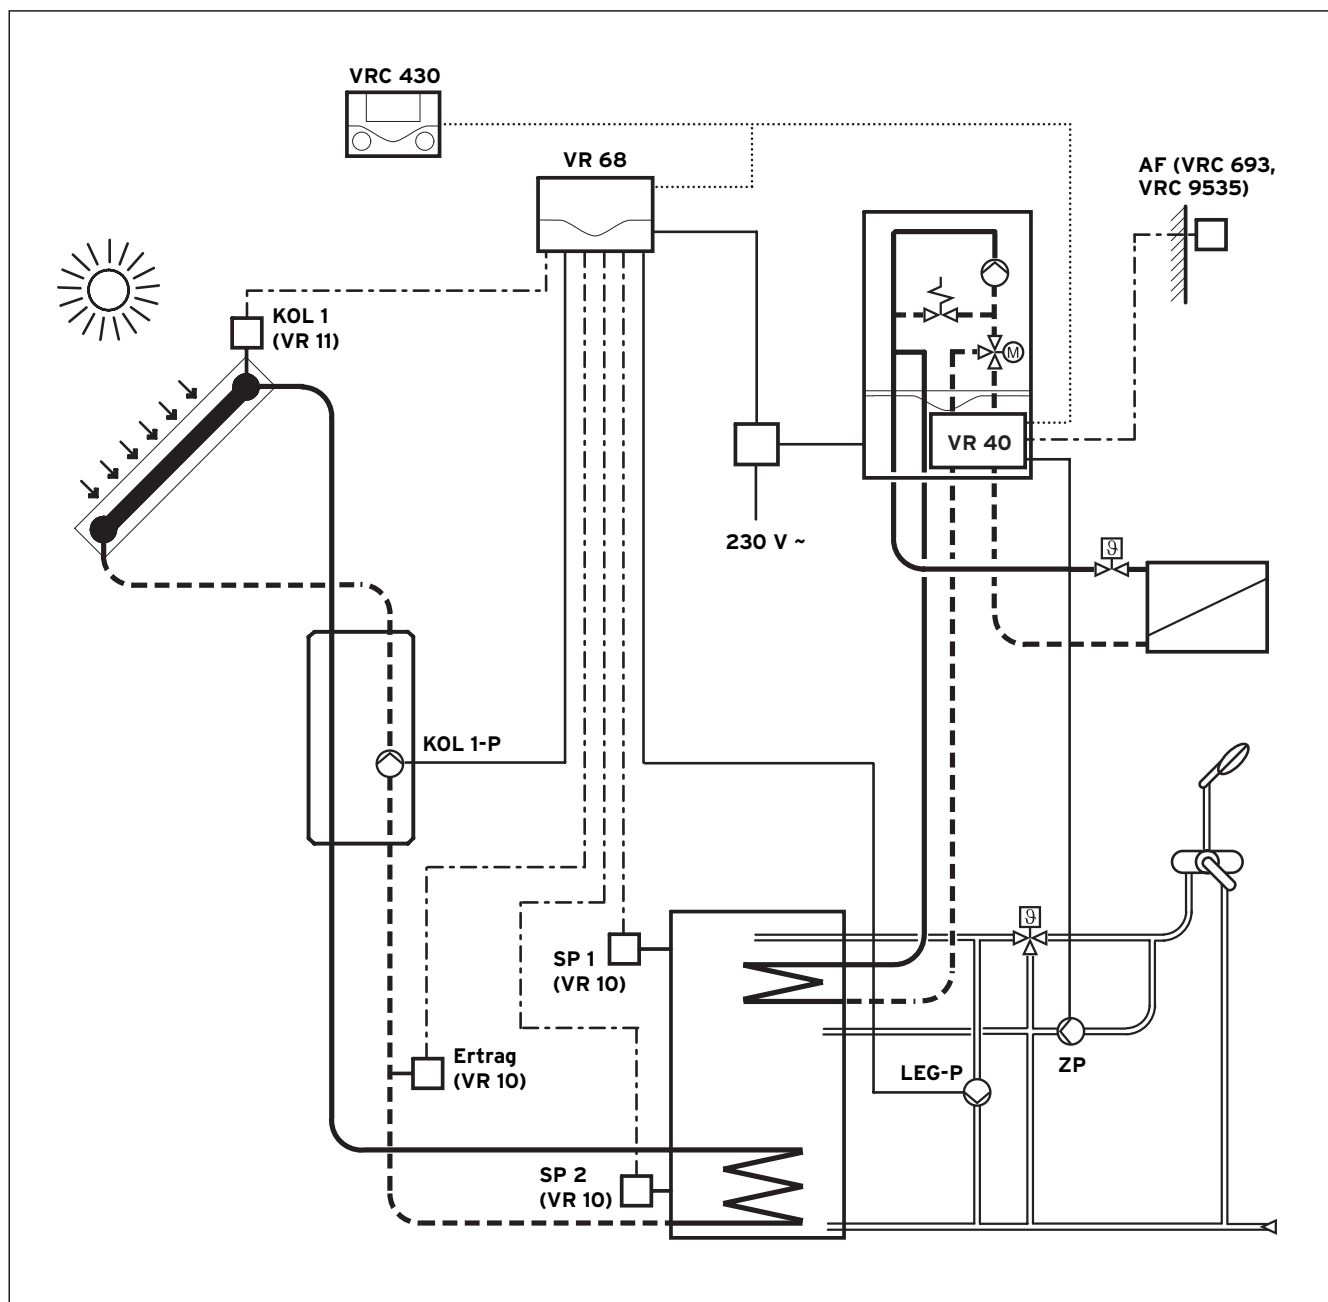 VRC 430
VR 68
AF (VRC 693,
VRC 9535)
KOL 1
(VR 11)
M
VR 40
230 V ~
ϑ
KOL 1-P
ϑ
SP 1
(VR 10)
Ertrag
(VR 10)
LEG-P
ZP
SP 2
(VR 10)